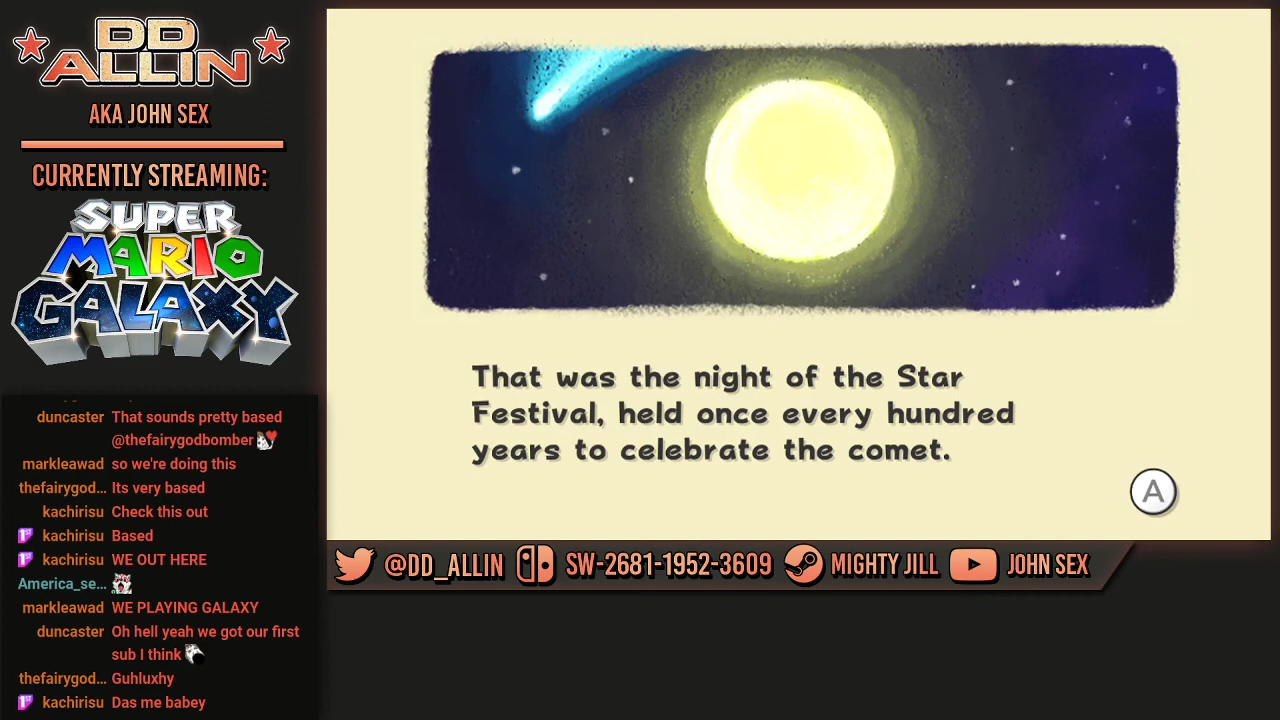 DD
ALLIN
AKA JOHN SEX
CURRENTLY STREAMING:
SUPER
MARIO
GALAXY
duncaster That sounds pretty based
@thefairygodbomber
markleawad so we're doing this
thefairygod... Its very based
kachirisu Check this out
kachirisu Based
kachirisu WE OUT HERE
America_se...
markleawad WE PLAYING GALAXY
duncaster Oh hell yeah we got our first
sub I think
thefairygod... Guhluxhy
kachirisu Das me babey
That was the night of the Star
Festival, held once every hundred
years to celebrate the comet.
A
@DD_ALLIN SW-2681-1952-3609 MIGHTY JILL JOHN SEX